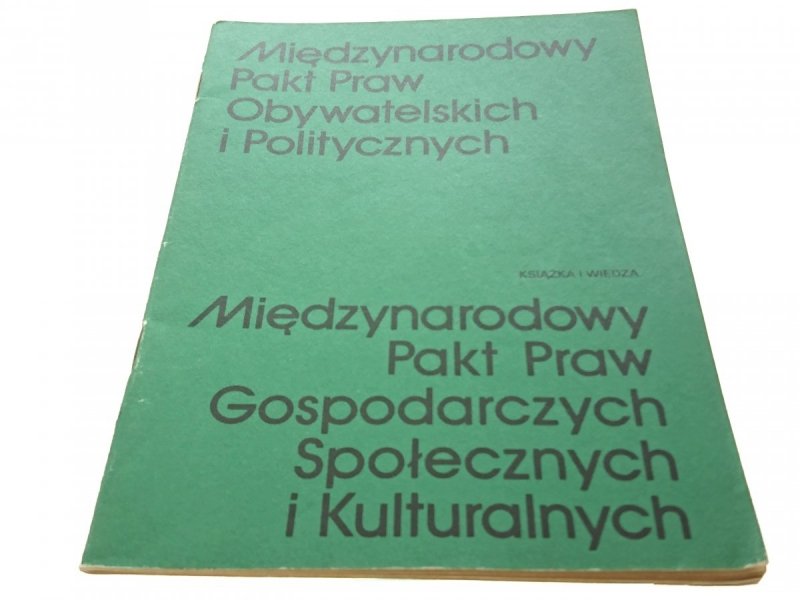 Międzynarodowy
Pakt Praw
Obywatelskich
i Politycznych
KSIĄŻKA I WIEDZA
Międzynarodowy
Pakt Praw
Gospodarczych
Społecznych
i Kulturalnych